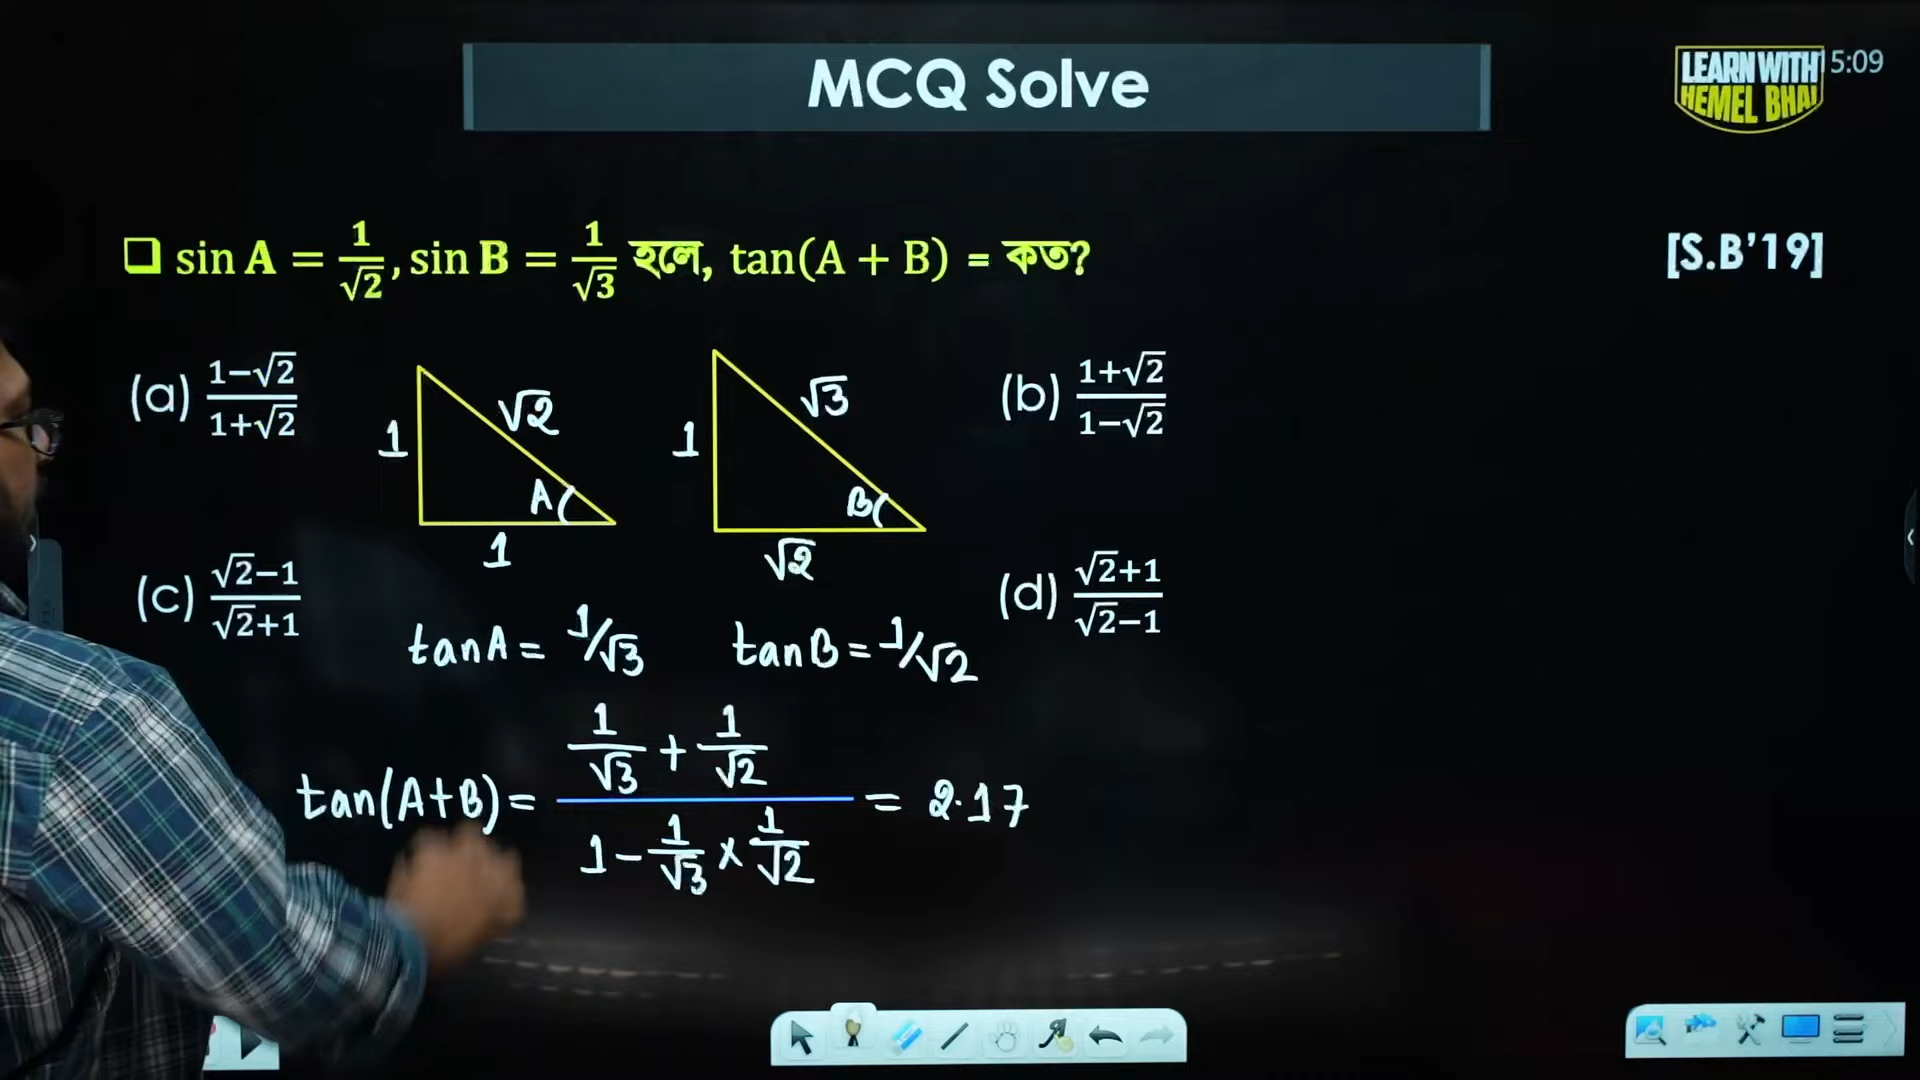 MCQ Solve
LEARN WITH
HEMEL BHAI
5:09
❑ sin A = 1/√2, sin B = 1/√3 হলে, tan(A + B) = কত?
[S.B'19]
(a) 1−√2/1+√2
1
√2
A
1
1
√3
B
√2
(b) 1+√2/1−√2
(c) √2−1/√2+1
(d) √2+1/√2−1
tanA = 1/√3
tanB = 1/√2
tan(A+B) = (1/√3 + 1/√2)/(1 − 1/√3 × 1/√2) = 2.17